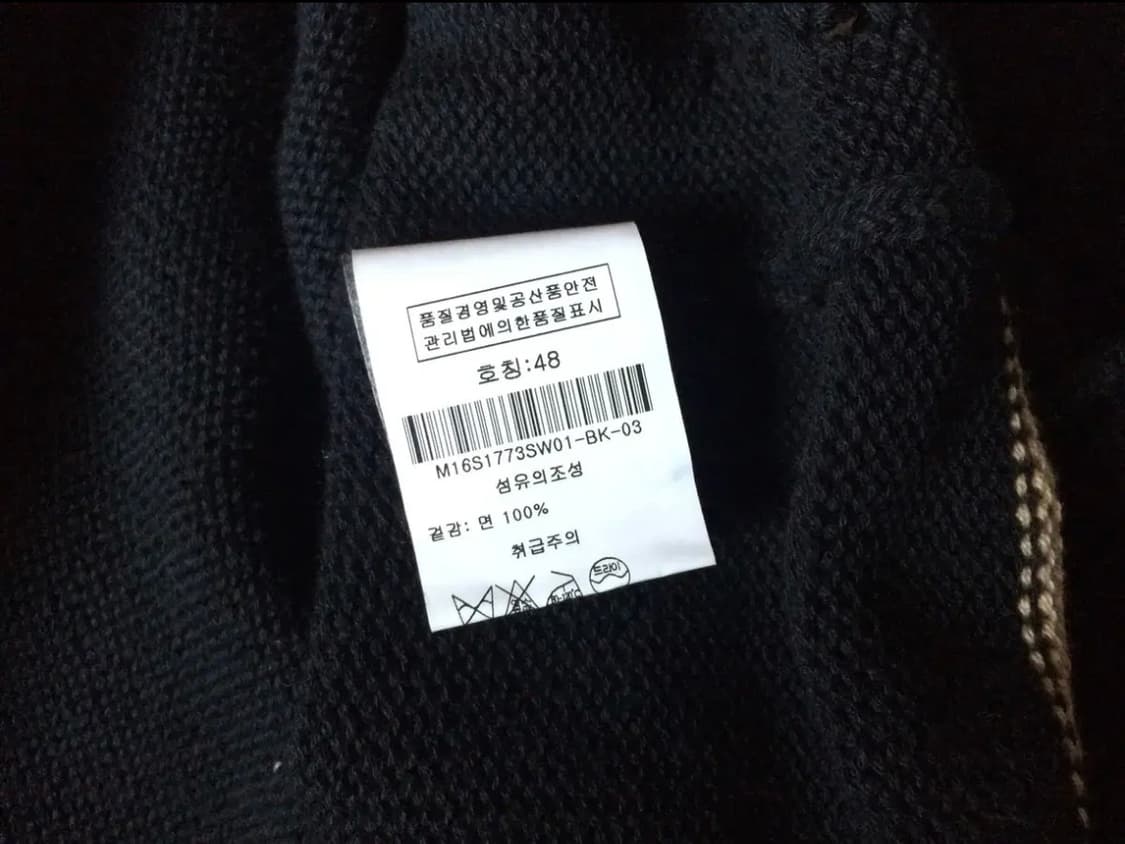 품질경영및공산품안전
관리법에의한품질표시
호칭:48
M16S1773SW01-BK-03
섬유의조성
겉감: 면 100%
취급주의
드라이